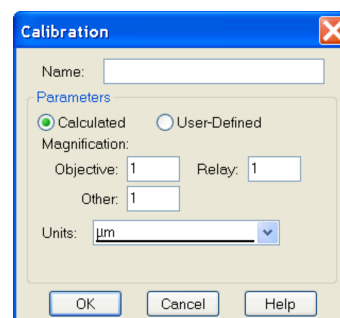 Calibration
Name:
Parameters
Calculated User-Defined
Magnification:
Objective: 1 Relay: 1
Other: 1
Units: µm
OK Cancel Help